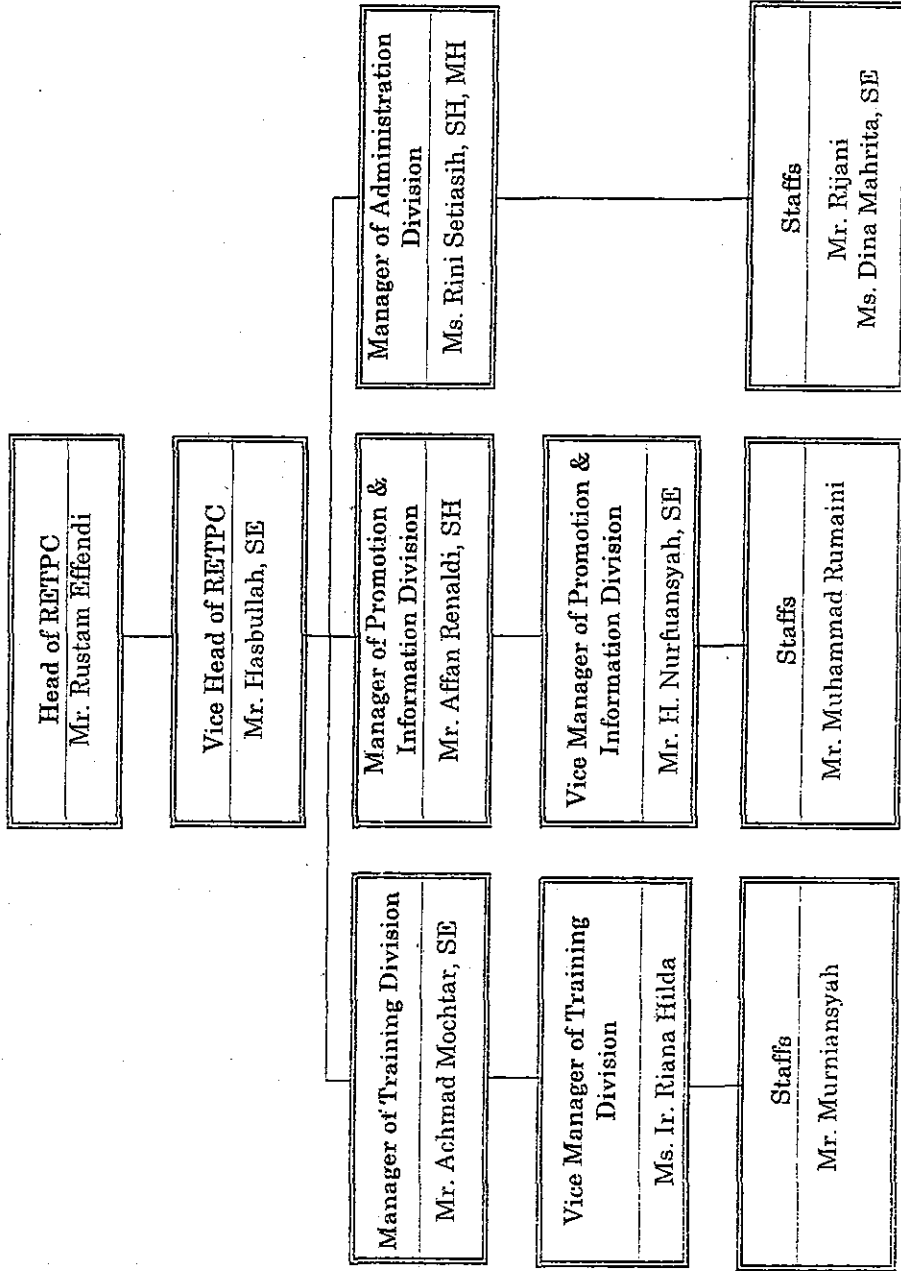 Head of RETPC
Mr. Rustam Effendi
Vice Head of RETPC
Mr. Hasbullah, SE
Manager of Training Division
Mr. Achmad Mochtar, SE
Manager of Promotion &
Information Division
Mr. Affan Renaldi, SH
Manager of Administration
Division
Ms. Rini Setiasih, SH, MH
Vice Manager of Training
Division
Ms. Ir. Riana Hilda
Vice Manager of Promotion &
Information Division
Mr. H. Nurfuansyah, SE
Staffs
Mr. Murniansyah
Staffs
Mr. Muhammad Rumaini
Staffs
Mr. Rijani
Ms. Dina Mahrita, SE